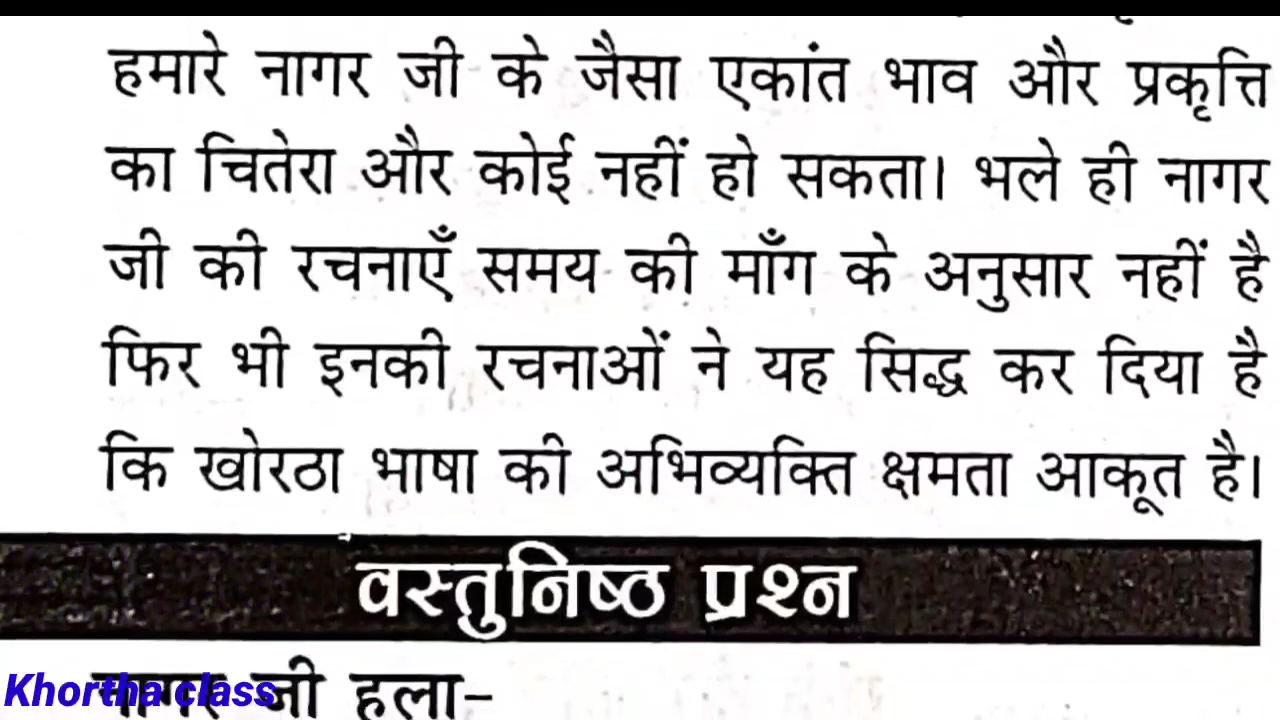 हमारे नागर जी के जैसा एकांत भाव और प्रकृत्ति
का चितेरा और कोई नहीं हो सकता। भले ही नागर
जी की रचनाएँ समय की माँग के अनुसार नहीं है
फिर भी इनकी रचनाओं ने यह सिद्ध कर दिया है
कि खोरठा भाषा की अभिव्यक्ति क्षमता आकूत है।
वस्तुनिष्ठ प्रश्न
नागर जी हला-
Khortha class